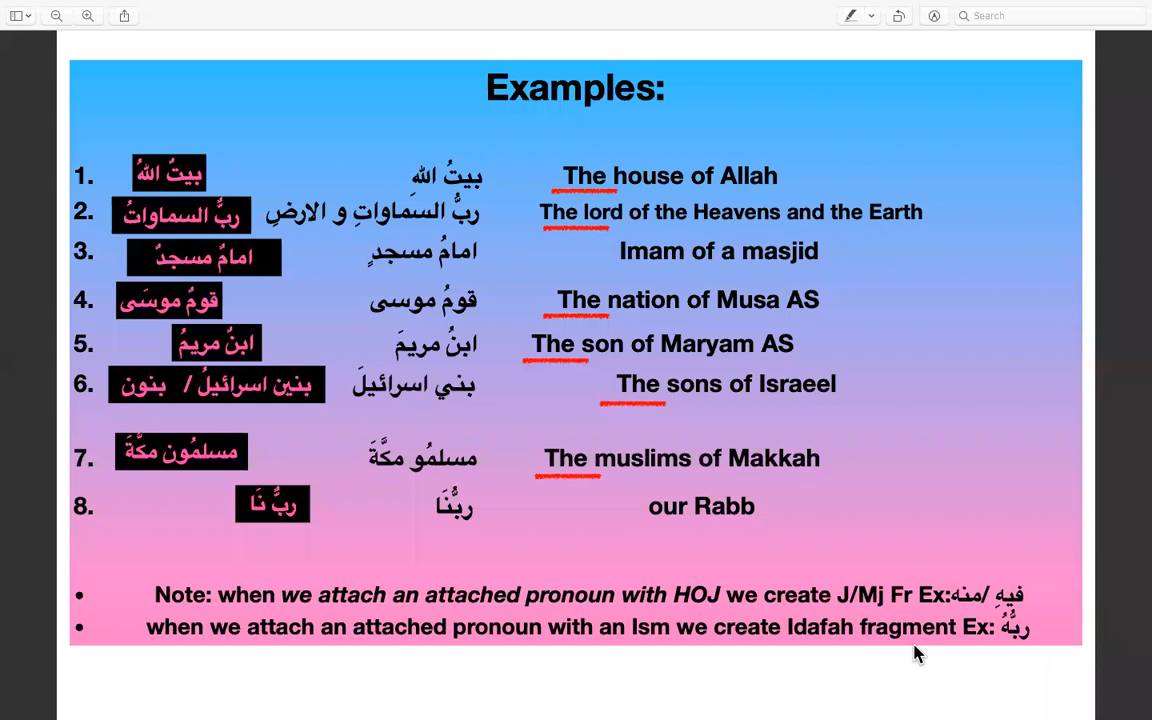 Search
Examples:
1. بيتٌ اللهُ بيتُ اللهِ The house of Allah
2. ربٌّ السماواتُ ربُّ السماواتِ و الارضِ The lord of the Heavens and the Earth
3. امامٌ مسجدٌ امامُ مسجدٍ Imam of a masjid
4. قومٌ موسَى قومُ موسى The nation of Musa AS
5. ابنٌ مريمُ ابنُ مريمَ The son of Maryam AS
6. بنين اسرائيلُ / بنون بني اسرائيلَ The sons of Israeel
7. مسلمُون مكَّةَ مسلمُو مكَّةَ The muslims of Makkah
8. ربٌّ نَا ربُّنَا our Rabb
• Note: when we attach an attached pronoun with HOJ we create J/Mj Fr Ex:فيهِ /منه
• when we attach an attached pronoun with an Ism we create Idafah fragment Ex: ربُّهُ